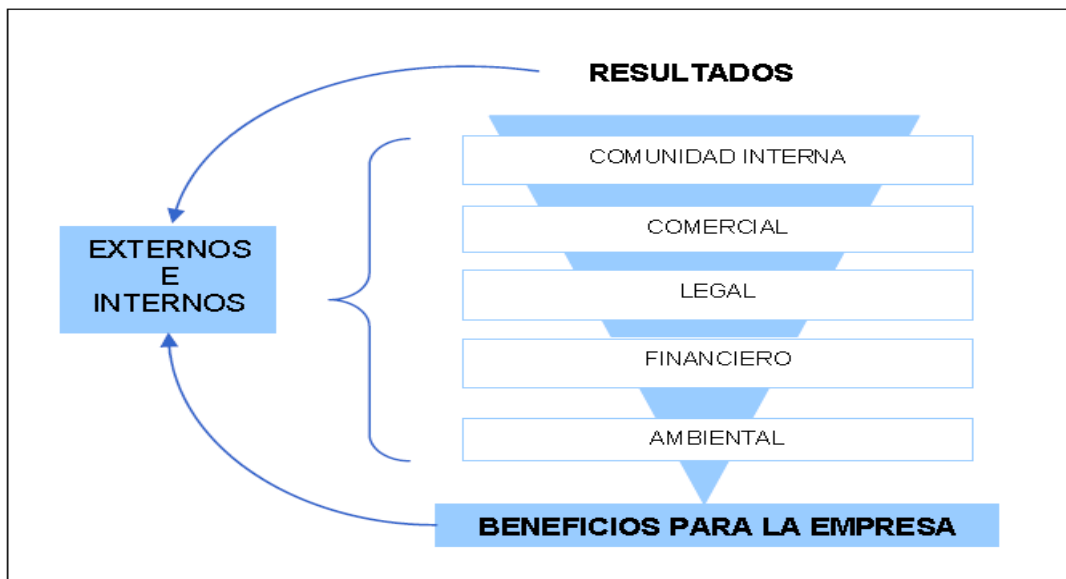 RESULTADOS
COMUNIDAD INTERNA
COMERCIAL
LEGAL
FINANCIERO
AMBIENTAL
EXTERNOS
E
INTERNOS
BENEFICIOS PARA LA EMPRESA